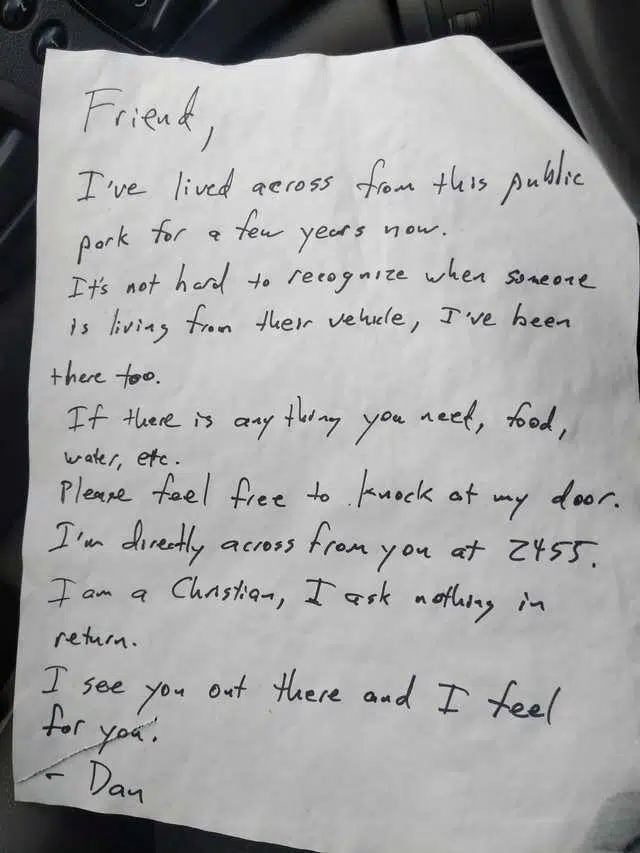 Friend,
I've lived across from this public
park for a few years now.
It's not hard to recognize when someone
is living from their vehicle, I've been
there too.
If there is any thing you need, food,
water, etc.
Please feel free to knock at my door.
I'm directly across from you at 2455.
I am a Christian, I ask nothing in
return.
I see you out there and I feel
for you.
- Dan